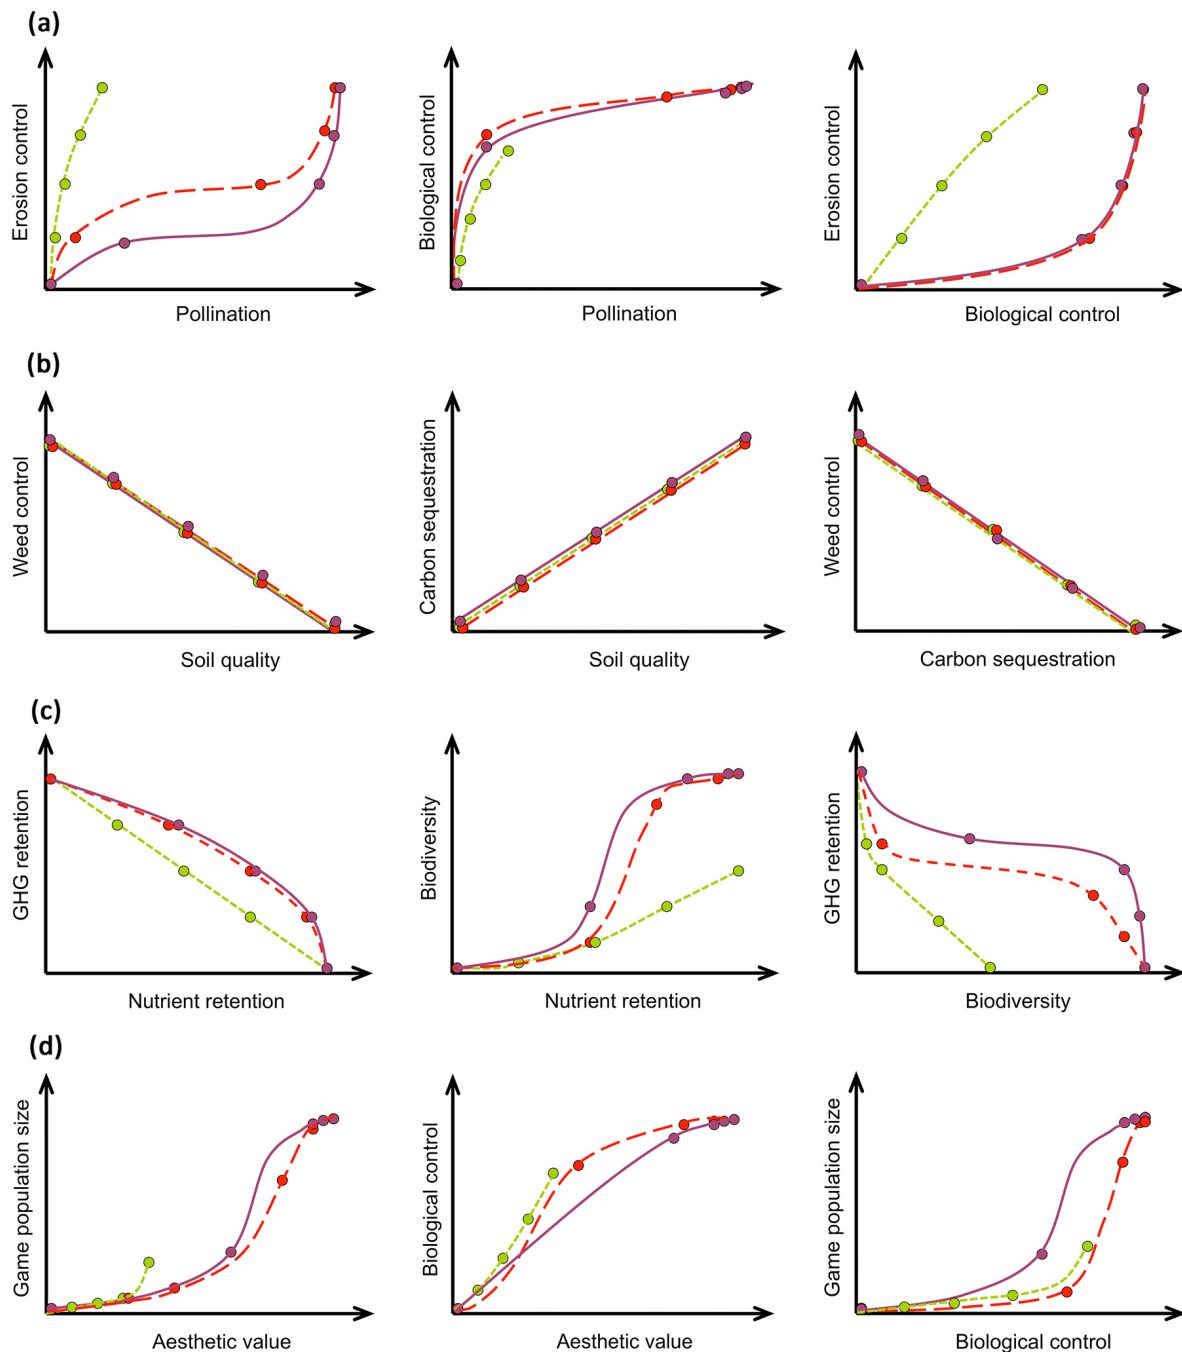 (a)
Erosion control
Pollination
Biological control
Pollination
Erosion control
Biological control
(b)
Weed control
Soil quality
Carbon sequestration
Soil quality
Weed control
Carbon sequestration
(c)
GHG retention
Nutrient retention
Biodiversity
Nutrient retention
GHG retention
Biodiversity
(d)
Game population size
Aesthetic value
Biological control
Aesthetic value
Game population size
Biological control